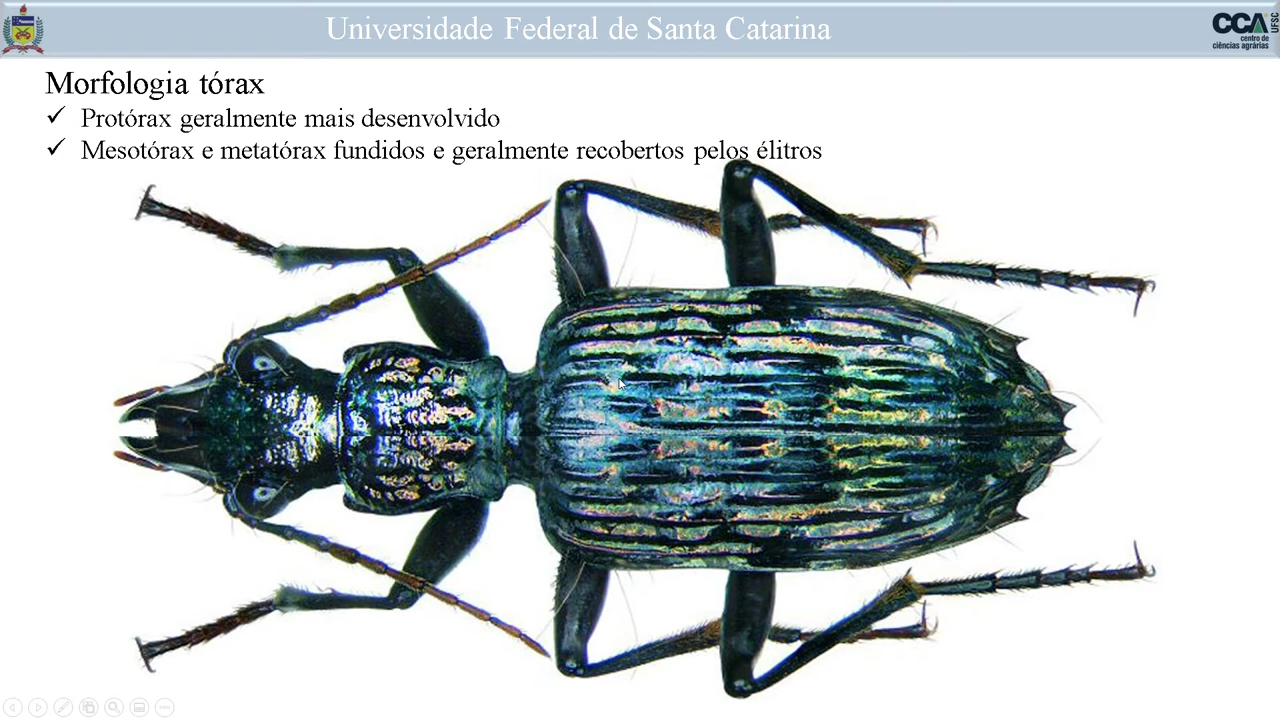 Universidade Federal de Santa Catarina
CCA
UFSC
centro de
ciências agrárias
Morfologia tórax
Protórax geralmente mais desenvolvido
Mesotórax e metatórax fundidos e geralmente recobertos pelos élitros